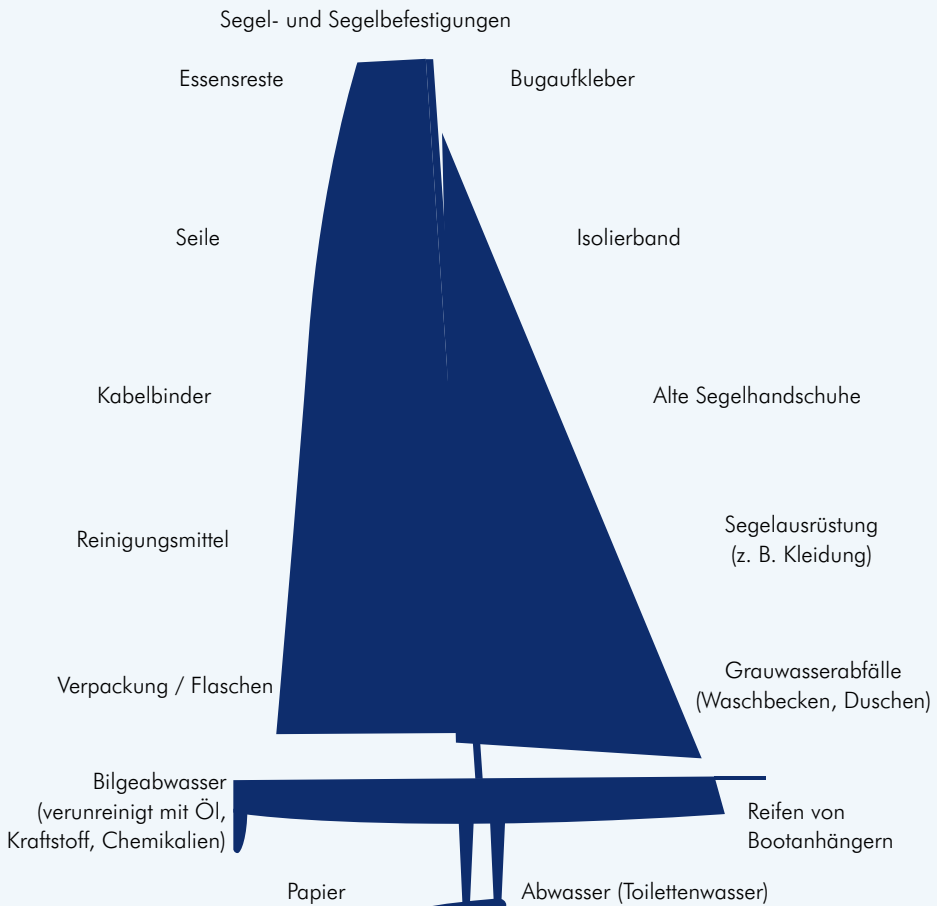 Segel- und Segelbefestigungen
Essensreste
Bugaufkleber
Seile
Isolierband
Kabelbinder
Alte Segelhandschuhe
Reinigungsmittel
Segelausrüstung
(z. B. Kleidung)
Verpackung / Flaschen
Grauwasserabfälle
(Waschbecken, Duschen)
Bilgeabwasser
(verunreinigt mit Öl,
Kraftstoff, Chemikalien)
Reifen von
Bootanhängern
Papier
Abwasser (Toilettenwasser)